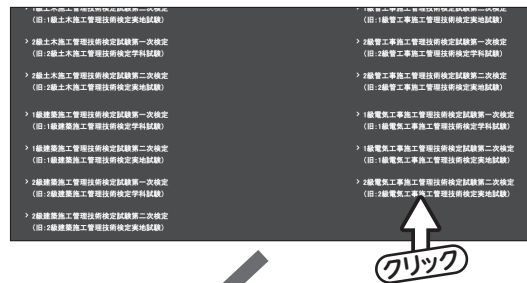 > 1級土木施工管理技術検定試験第二次検定
(旧:1級土木施工管理技術検定実地試験)
> 2級土木施工管理技術検定試験第一次検定
(旧:2級土木施工管理技術検定学科試験)
> 2級土木施工管理技術検定試験第二次検定
(旧:2級土木施工管理技術検定実地試験)
> 1級建築施工管理技術検定試験第一次検定
(旧:1級建築施工管理技術検定学科試験)
> 1級建築施工管理技術検定試験第二次検定
(旧:1級建築施工管理技術検定実地試験)
> 2級建築施工管理技術検定試験第一次検定
(旧:2級建築施工管理技術検定学科試験)
> 2級建築施工管理技術検定試験第二次検定
(旧:2級建築施工管理技術検定実地試験)
> 1級管工事施工管理技術検定試験第二次検定
(旧:1級管工事施工管理技術検定実地試験)
> 2級管工事施工管理技術検定試験第一次検定
(旧:2級管工事施工管理技術検定学科試験)
> 2級管工事施工管理技術検定試験第二次検定
(旧:2級管工事施工管理技術検定実地試験)
> 1級電気工事施工管理技術検定試験第一次検定
(旧:1級電気工事施工管理技術検定学科試験)
> 1級電気工事施工管理技術検定試験第二次検定
(旧:1級電気工事施工管理技術検定実地試験)
> 2級電気工事施工管理技術検定試験第二次検定
(旧:2級電気工事施工管理技術検定実地試験)
クリック